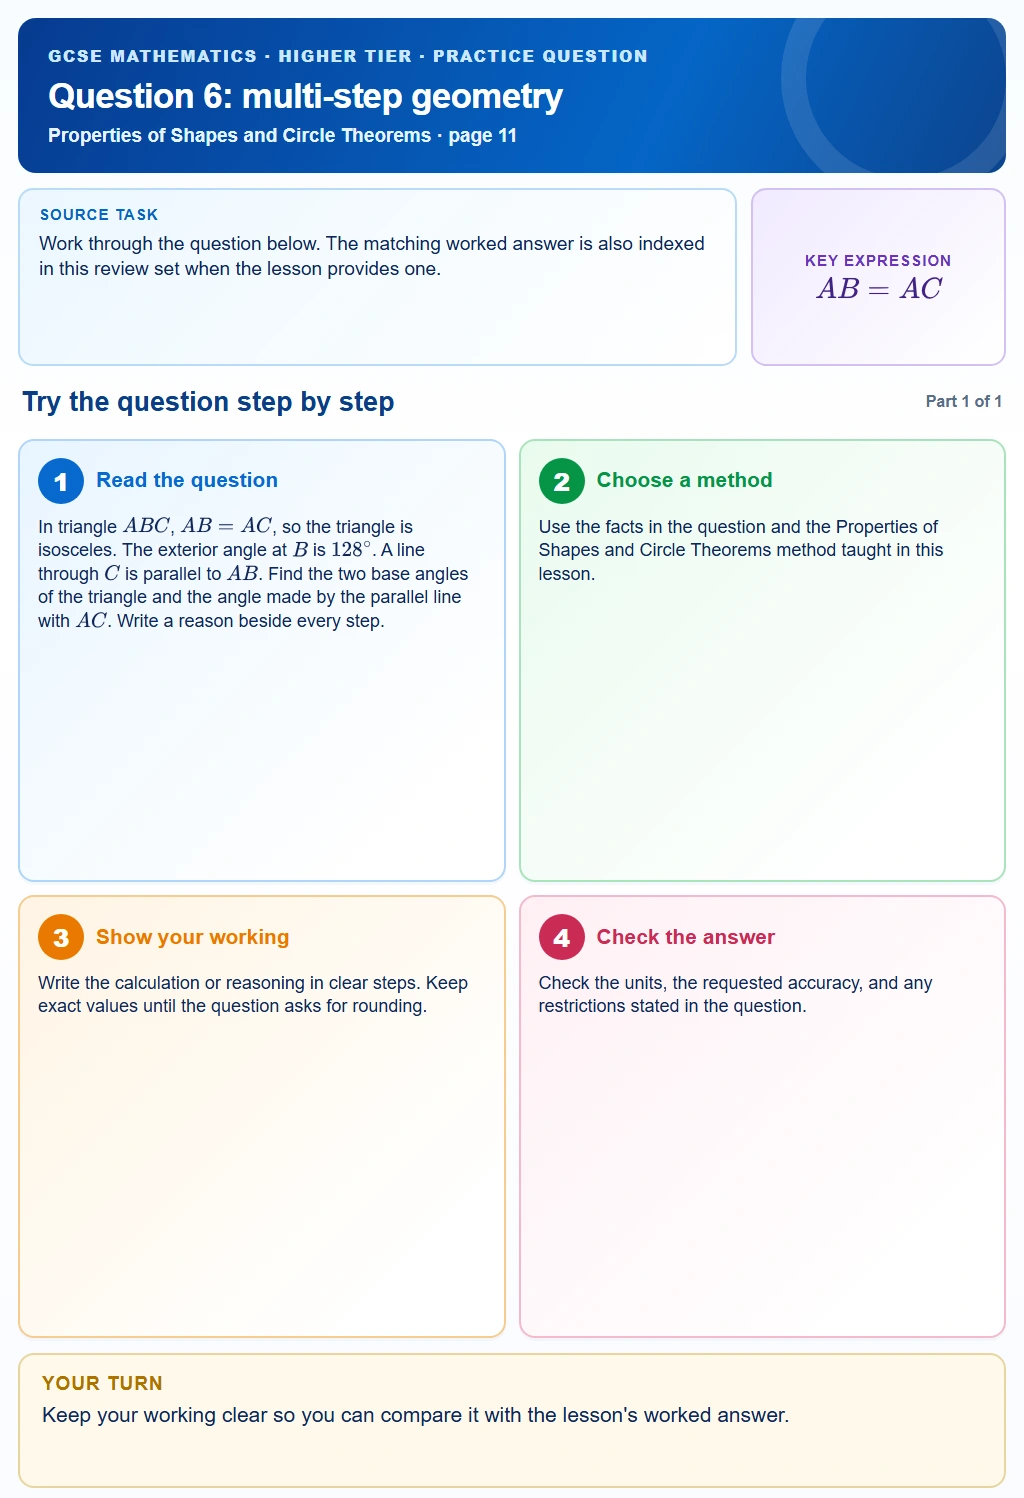 GCSE MATHEMATICS · HIGHER TIER · PRACTICE QUESTION
Question 6: multi-step geometry
Properties of Shapes and Circle Theorems · page 11
SOURCE TASK
Work through the question below. The matching worked answer is also indexed
in this review set when the lesson provides one.
KEY EXPRESSION
AB = AC
Try the question step by step
Part 1 of 1
1 Read the question
In triangle ABC, AB = AC, so the triangle is
isosceles. The exterior angle at B is 128°. A line
through C is parallel to AB. Find the two base angles
of the triangle and the angle made by the parallel line
with AC. Write a reason beside every step.
2 Choose a method
Use the facts in the question and the Properties of
Shapes and Circle Theorems method taught in this
lesson.
3 Show your working
Write the calculation or reasoning in clear steps. Keep
exact values until the question asks for rounding.
4 Check the answer
Check the units, the requested accuracy, and any
restrictions stated in the question.
YOUR TURN
Keep your working clear so you can compare it with the lesson's worked answer.